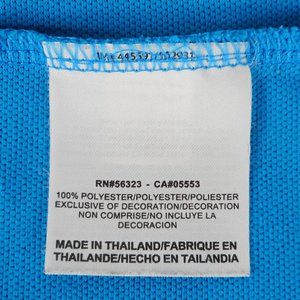 RN#56323 - CA#05553
100% POLYESTER/POLYESTER/POLIESTER
EXCLUSIVE OF DECORATION/DECORATION
NON COMPRISE/NO INCLUYE LA
DECORACIÓN
MADE IN THAILAND/FABRIQUE EN
THAILANDE/HECHO EN TAILANDIA